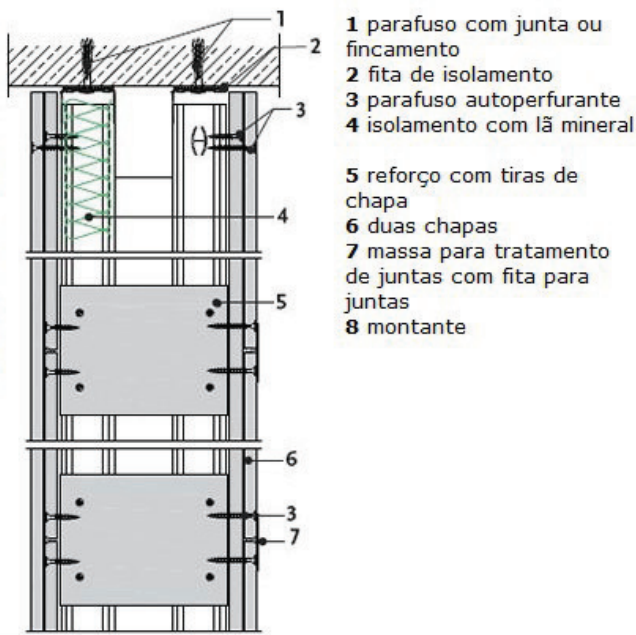 1
2
3
4
5
6
3
7
1 parafuso com junta ou
fincamento
2 fita de isolamento
3 parafuso autoperfurante
4 isolamento com lã mineral
5 reforço com tiras de
chapa
6 duas chapas
7 massa para tratamento
de juntas com fita para
juntas
8 montante